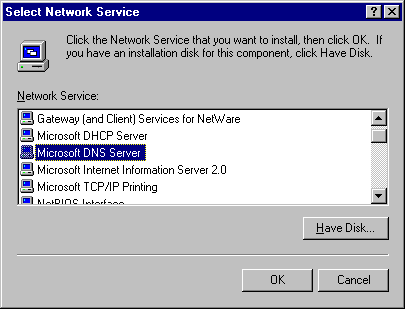 Select Network Service
Click the Network Service that you want to install, then click OK. If
you have an installation disk for this component, click Have Disk.
Network Service:
Gateway (and Client) Services for NetWare
Microsoft DHCP Server
Microsoft DNS Server
Microsoft Internet Information Server 2.0
Microsoft TCP/IP Printing
NetBIOS Interface
Have Disk...
OK
Cancel